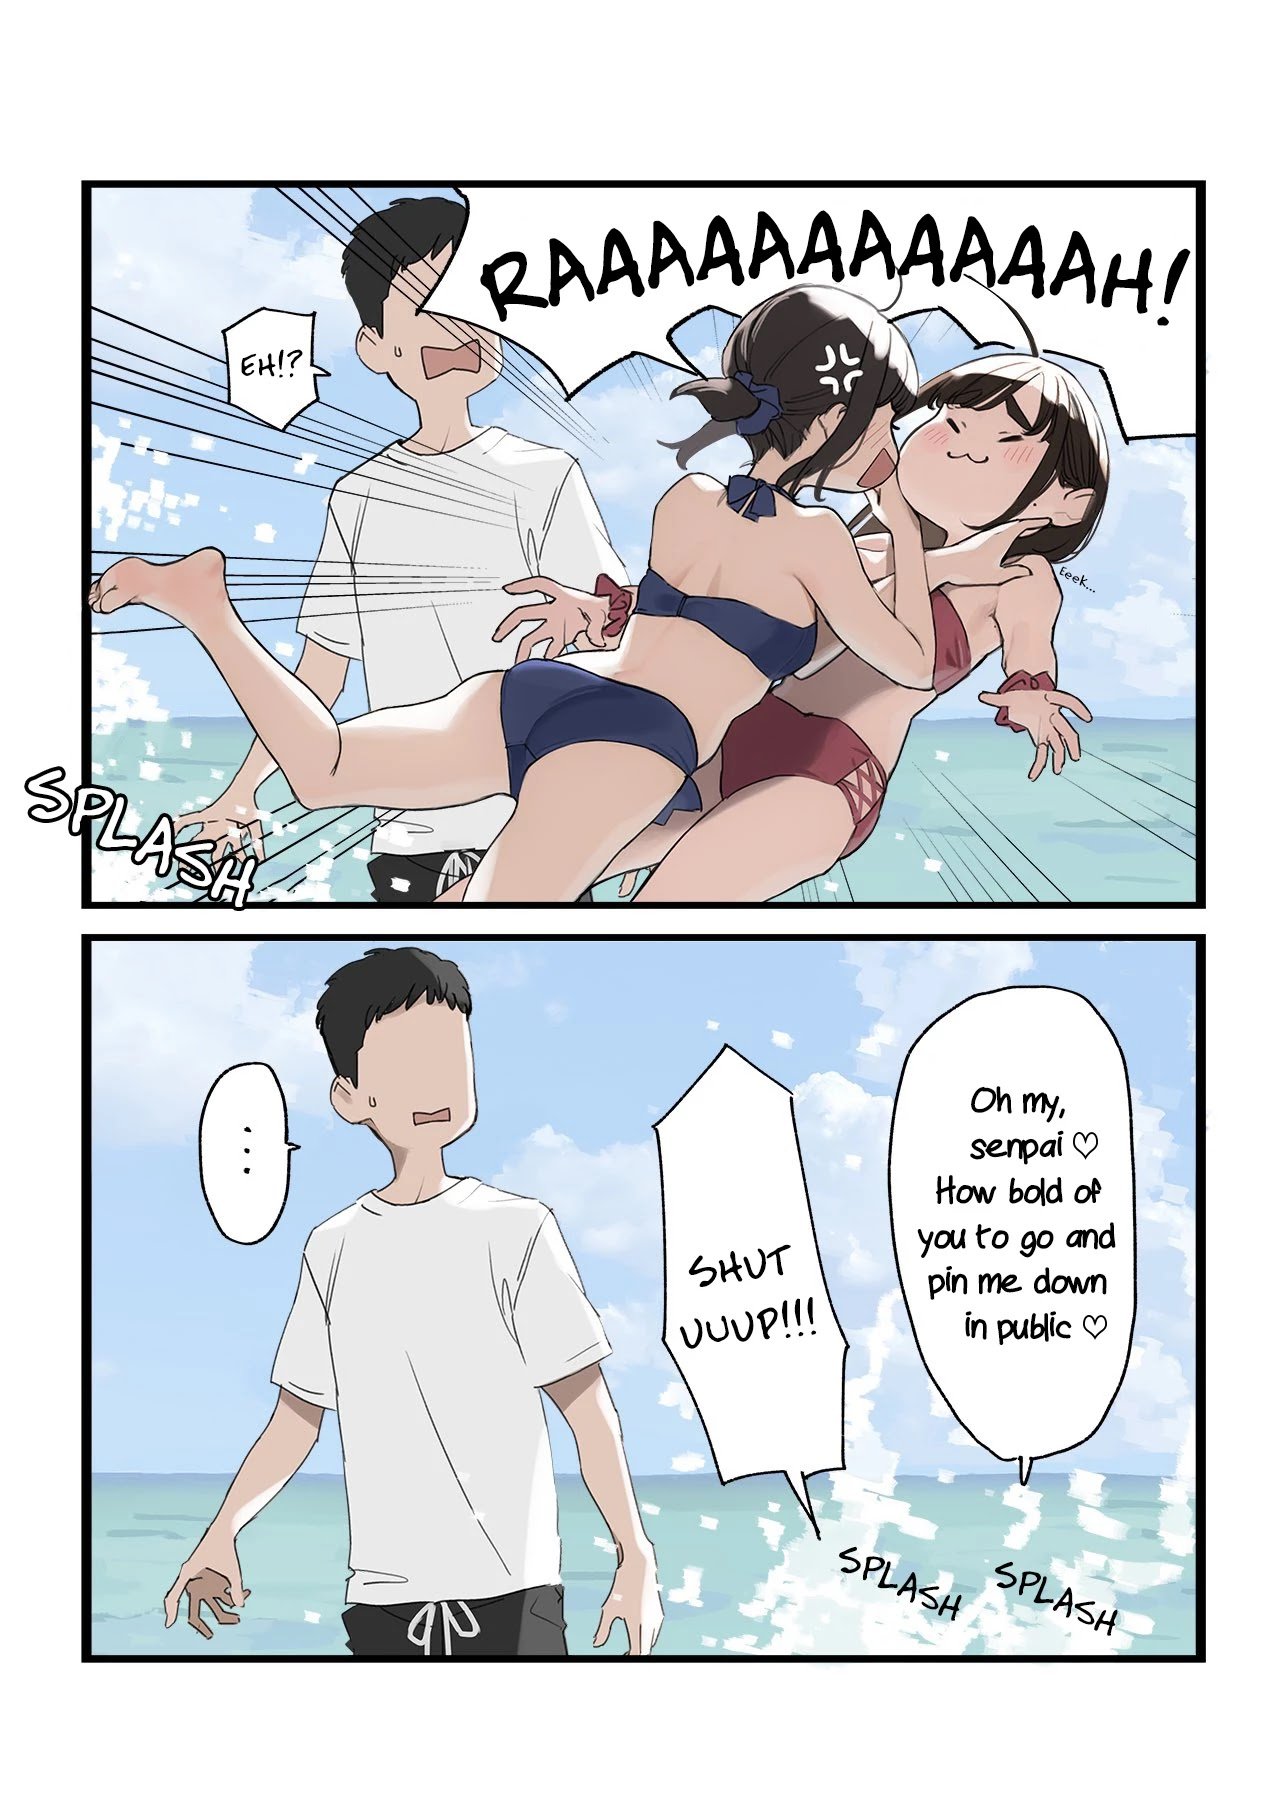 RAAAAAAAAAAAAH!
EH!?
Eeek...
SPLASH
Oh my,
senpai ♡
How bold of
you to go and
pin me down
in public ♡
SHUT
UUUP!!!
...
SPLASH
SPLASH